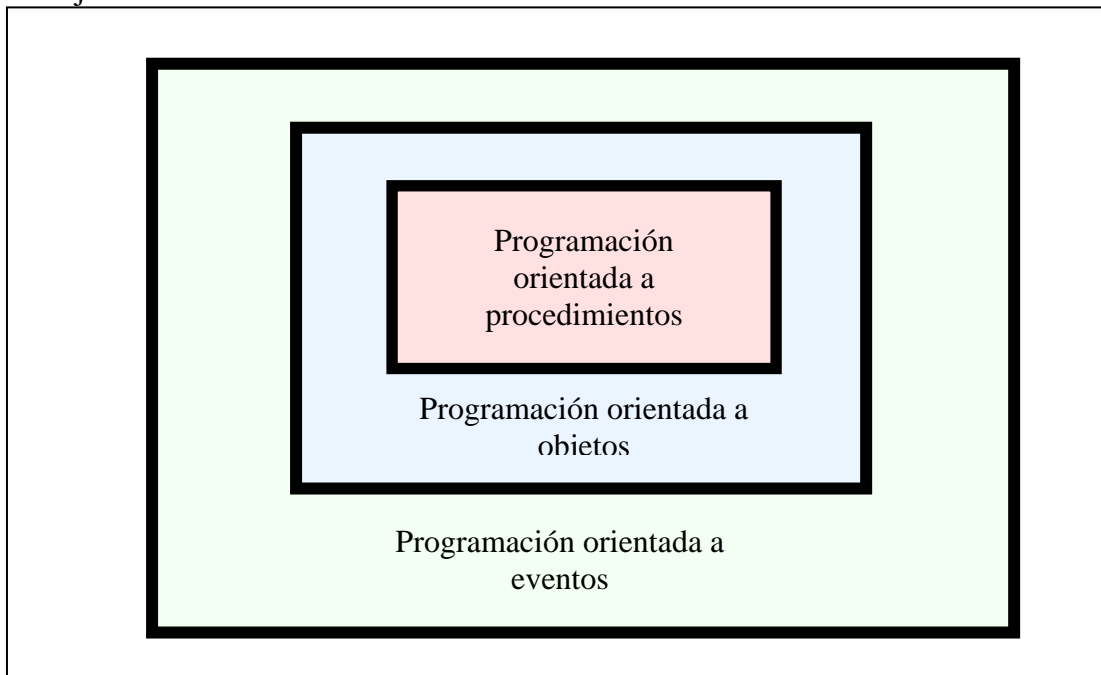 Programación
orientada a
procedimientos
Programación orientada a
objetos
Programación orientada a
eventos